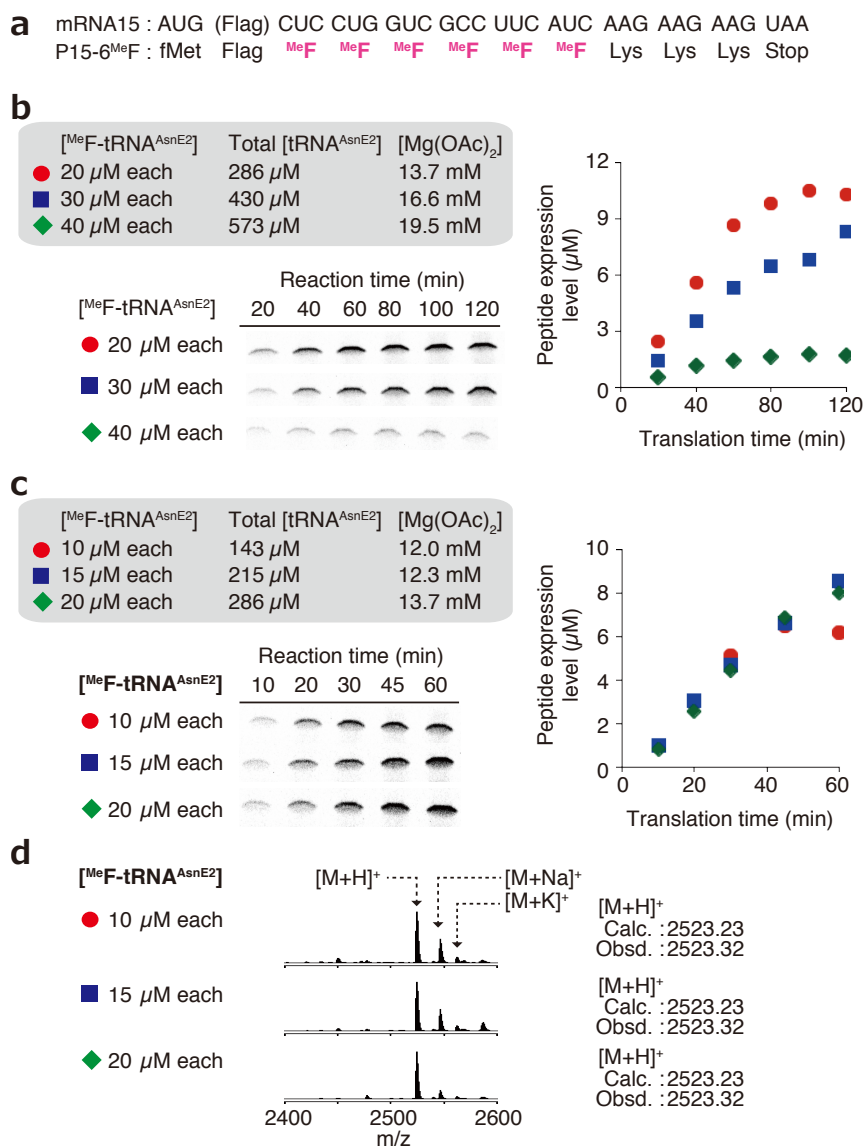 a
mRNA15 : AUG (Flag) CUC CUG GUC GCC UUC AUC AAG AAG AAG UAA
P15-6MeF : fMet Flag MeF MeF MeF MeF MeF MeF Lys Lys Lys Stop
b
[MeF-tRNAAsnE2] Total [tRNAAsnE2] [Mg(OAc)2]
20 µM each 286 µM 13.7 mM
30 µM each 430 µM 16.6 mM
40 µM each 573 µM 19.5 mM
Reaction time (min)
[MeF-tRNAAsnE2] 20 40 60 80 100 120
20 µM each
30 µM each
40 µM each
Peptide expression
level (µM)
12
9
6
3
0
0 40 80 120
Translation time (min)
c
[MeF-tRNAAsnE2] Total [tRNAAsnE2] [Mg(OAc)2]
10 µM each 143 µM 12.0 mM
15 µM each 215 µM 12.3 mM
20 µM each 286 µM 13.7 mM
Reaction time (min)
[MeF-tRNAAsnE2] 10 20 30 45 60
10 µM each
15 µM each
20 µM each
Peptide expression
level (µM)
10
8
6
4
2
0
0 20 40 60
Translation time (min)
d
[MeF-tRNAAsnE2]
[M+H]+
[M+Na]+
[M+K]+
10 µM each
[M+H]+
Calc. :2523.23
Obsd. :2523.32
15 µM each
[M+H]+
Calc. :2523.23
Obsd. :2523.32
20 µM each
[M+H]+
Calc. :2523.23
Obsd. :2523.32
2400 2500 2600
m/z